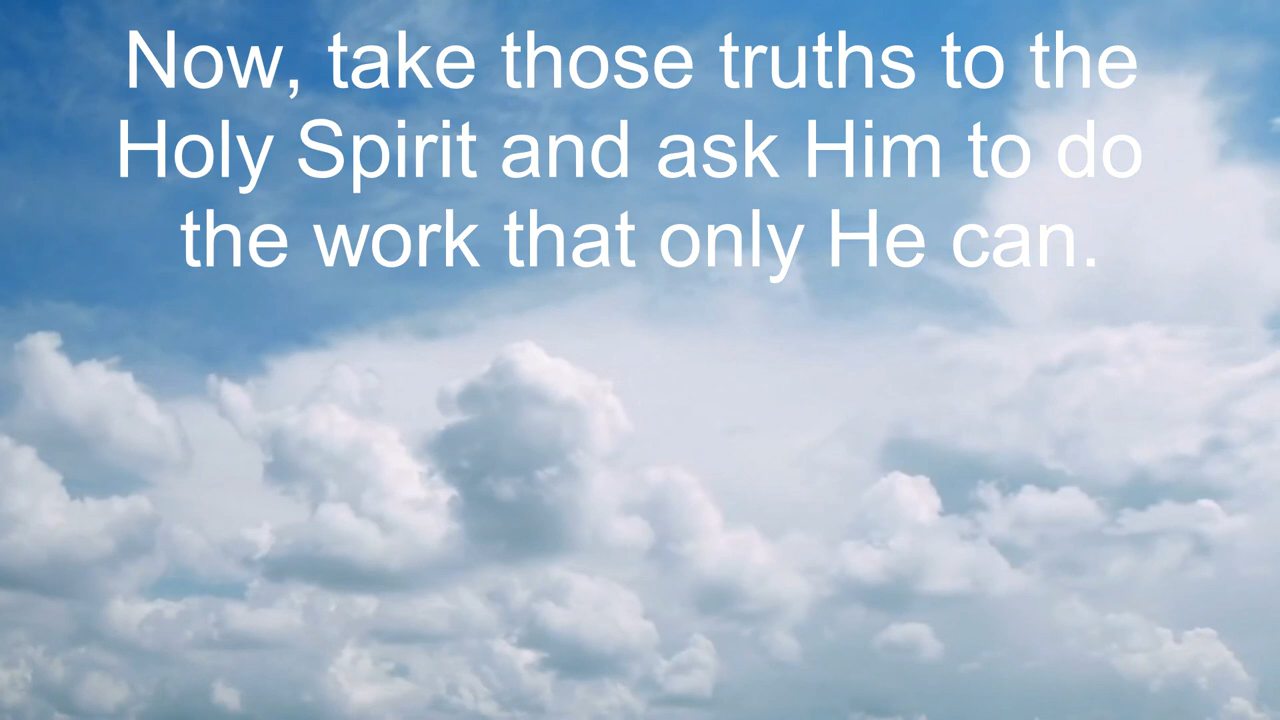 Now, take those truths to the
Holy Spirit and ask Him to do
the work that only He can.